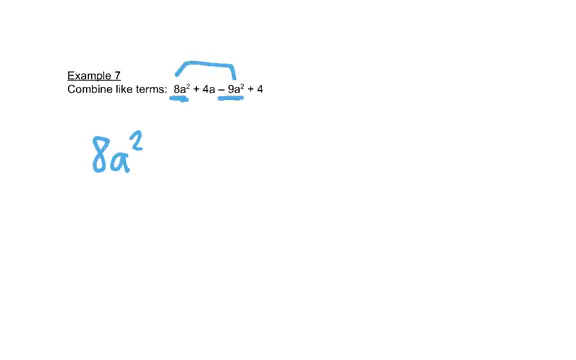 Example 7
Combine like terms: 8a² + 4a – 9a² + 4
8a²